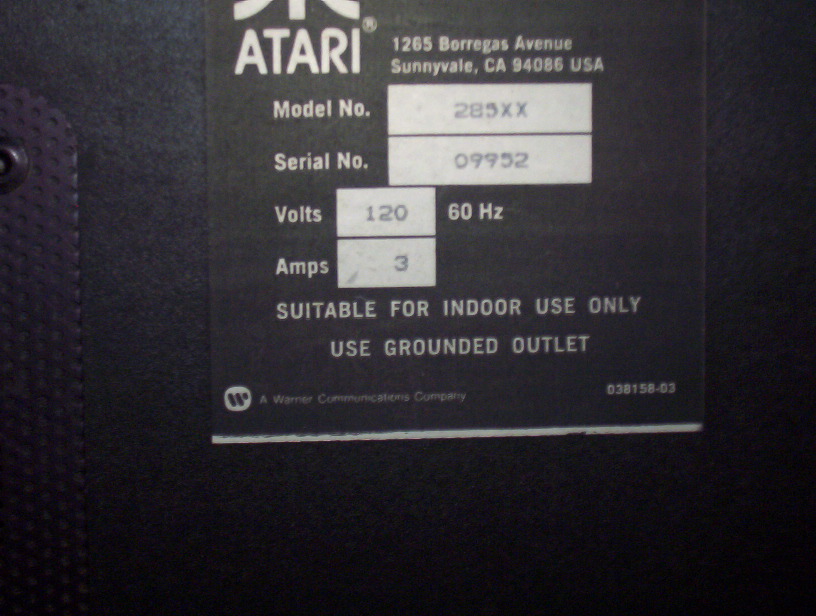 ATARI®
1265 Borregas Avenue
Sunnyvale, CA 94086 USA
Model No. 285XX
Serial No. 09952
Volts 120 60 Hz
Amps 3
SUITABLE FOR INDOOR USE ONLY
USE GROUNDED OUTLET
A Warner Communications Company
038158-03